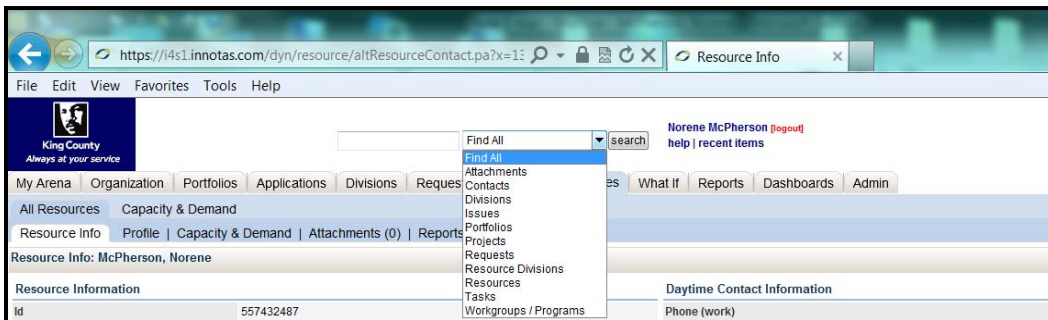 https://i4s1.innotas.com/dyn/resource/altResourceContact.pa?x=13
Resource Info
File Edit View Favorites Tools Help
King County
Always at your service
Find All
search
Norene McPherson [logout]
help | recent items
Find All
Attachments
Contacts
Divisions
Issues
Portfolios
Projects
Requests
Resource Divisions
Resources
Tasks
Workgroups / Programs
My Arena Organization Portfolios Applications Divisions What If Reports Dashboards Admin
All Resources Capacity & Demand
Resource Info Profile | Capacity & Demand | Attachments (0) | Reports
Resource Info: McPherson, Norene
Resource Information
Daytime Contact Information
Id 557432487
Phone (work)